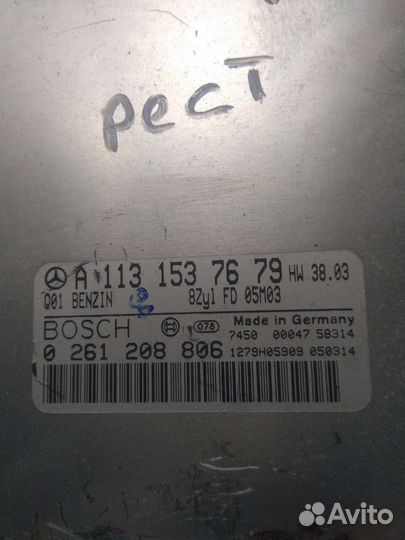 рест
A 113 153 76 79 HW 38.03
Q01 BENZIN 8Zyl FD 05M03
BOSCH 078 Made in Germany
7450 00047 58314
0 261 208 806 1279H05909 050314
Avito